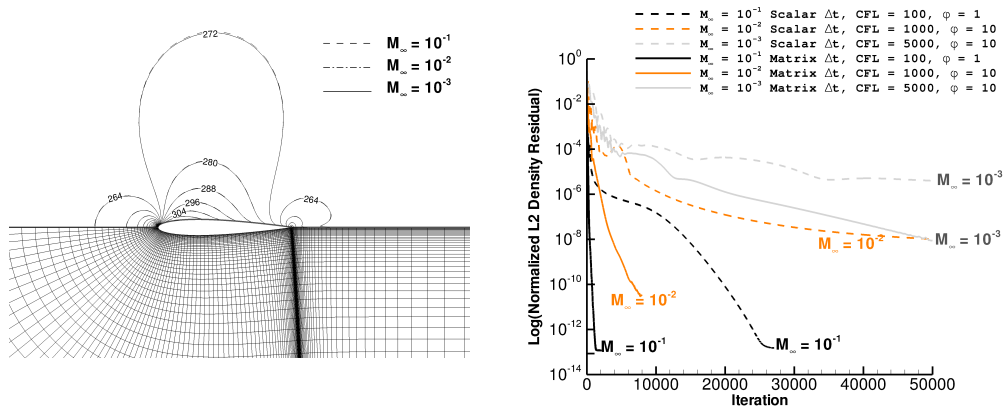 272
M∞ = 10-1
M∞ = 10-2
M∞ = 10-3
280
264
288
264
296
304
M∞ = 10-1 Scalar Δt, CFL = 100, φ = 1
M∞ = 10-2 Scalar Δt, CFL = 1000, φ = 10
M∞ = 10-3 Scalar Δt, CFL = 5000, φ = 10
M∞ = 10-1 Matrix Δt, CFL = 100, φ = 1
M∞ = 10-2 Matrix Δt, CFL = 1000, φ = 10
M∞ = 10-3 Matrix Δt, CFL = 5000, φ = 10
Log(Normalized L2 Density Residual)
100
10-2
10-4
10-6
10-8
10-10
10-12
10-14
M∞ = 10-3
M∞ = 10-2
M∞ = 10-3
M∞ = 10-2
M∞ = 10-1
M∞ = 10-1
0 10000 20000 30000 40000 50000
Iteration